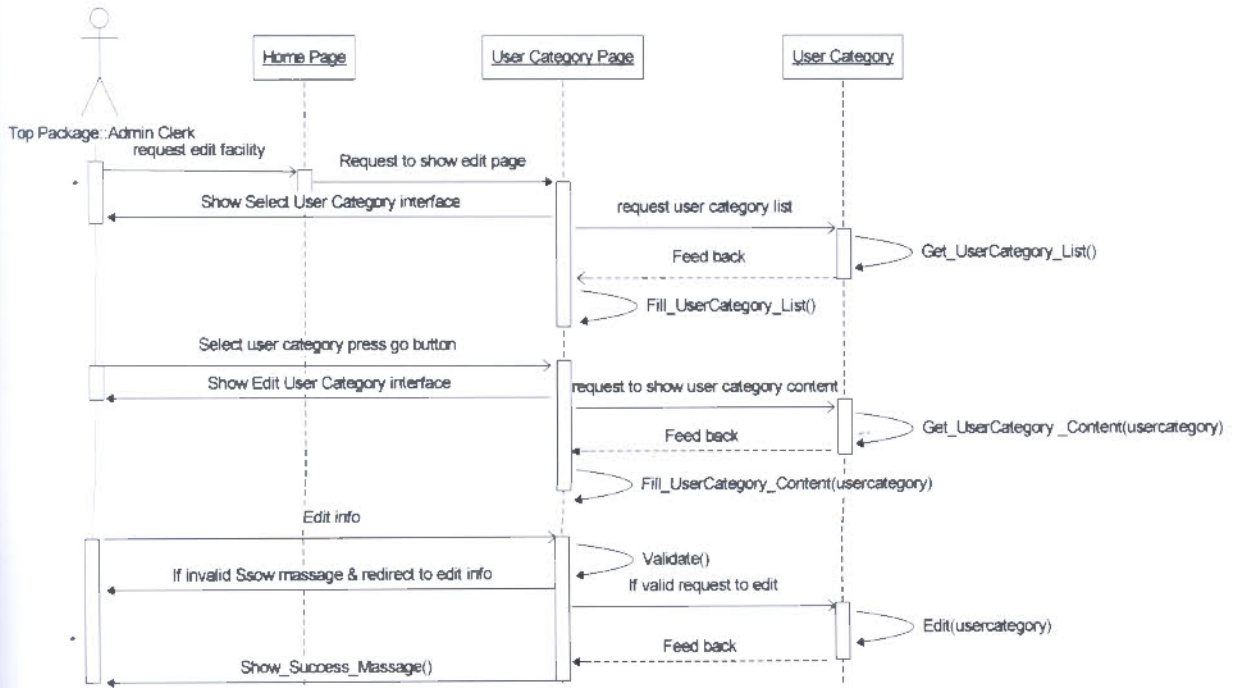 Home Page
User Category Page
User Category
Top Package::Admin Clerk
request edit facility
Request to show edit page
Show Select User Category interface
request user category list
Get_UserCategory_List()
Feed back
Fill_UserCategory_List()
Select user category press go button
Show Edit User Category interface
request to show user category content
Get_UserCategory _Content(usercategory)
Feed back
Fill_UserCategory_Content(usercategory)
Edit info
Validate()
If invalid Ssow massage & redirect to edit info
If valid request to edit
Edit(usercategory)
Feed back
Show_Success_Massage()